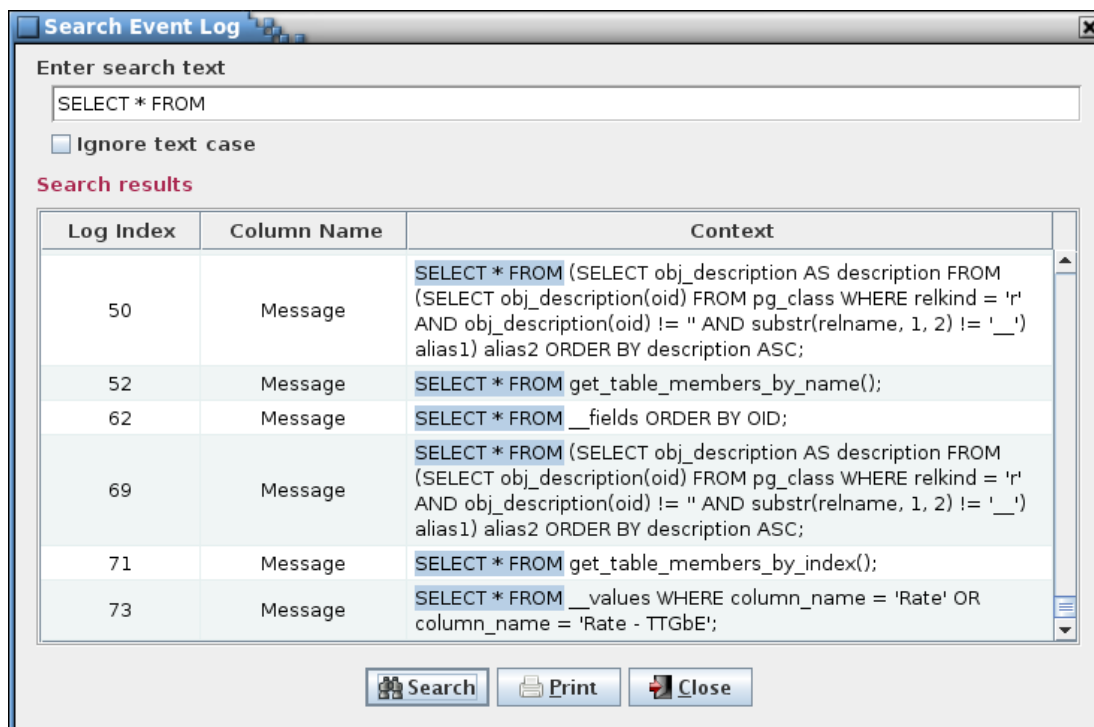 Search Event Log
Enter search text
SELECT * FROM
Ignore text case
Search results
Log Index Column Name Context
50 Message SELECT * FROM (SELECT obj_description AS description FROM
(SELECT obj_description(oid) FROM pg_class WHERE relkind = 'r'
AND obj_description(oid) != '' AND substr(relname, 1, 2) != '__')
alias1) alias2 ORDER BY description ASC;
52 Message SELECT * FROM get_table_members_by_name();
62 Message SELECT * FROM __fields ORDER BY OID;
69 Message SELECT * FROM (SELECT obj_description AS description FROM
(SELECT obj_description(oid) FROM pg_class WHERE relkind = 'r'
AND obj_description(oid) != '' AND substr(relname, 1, 2) != '__')
alias1) alias2 ORDER BY description ASC;
71 Message SELECT * FROM get_table_members_by_index();
73 Message SELECT * FROM __values WHERE column_name = 'Rate' OR
column_name = 'Rate - TTGbE';
Search Print Close